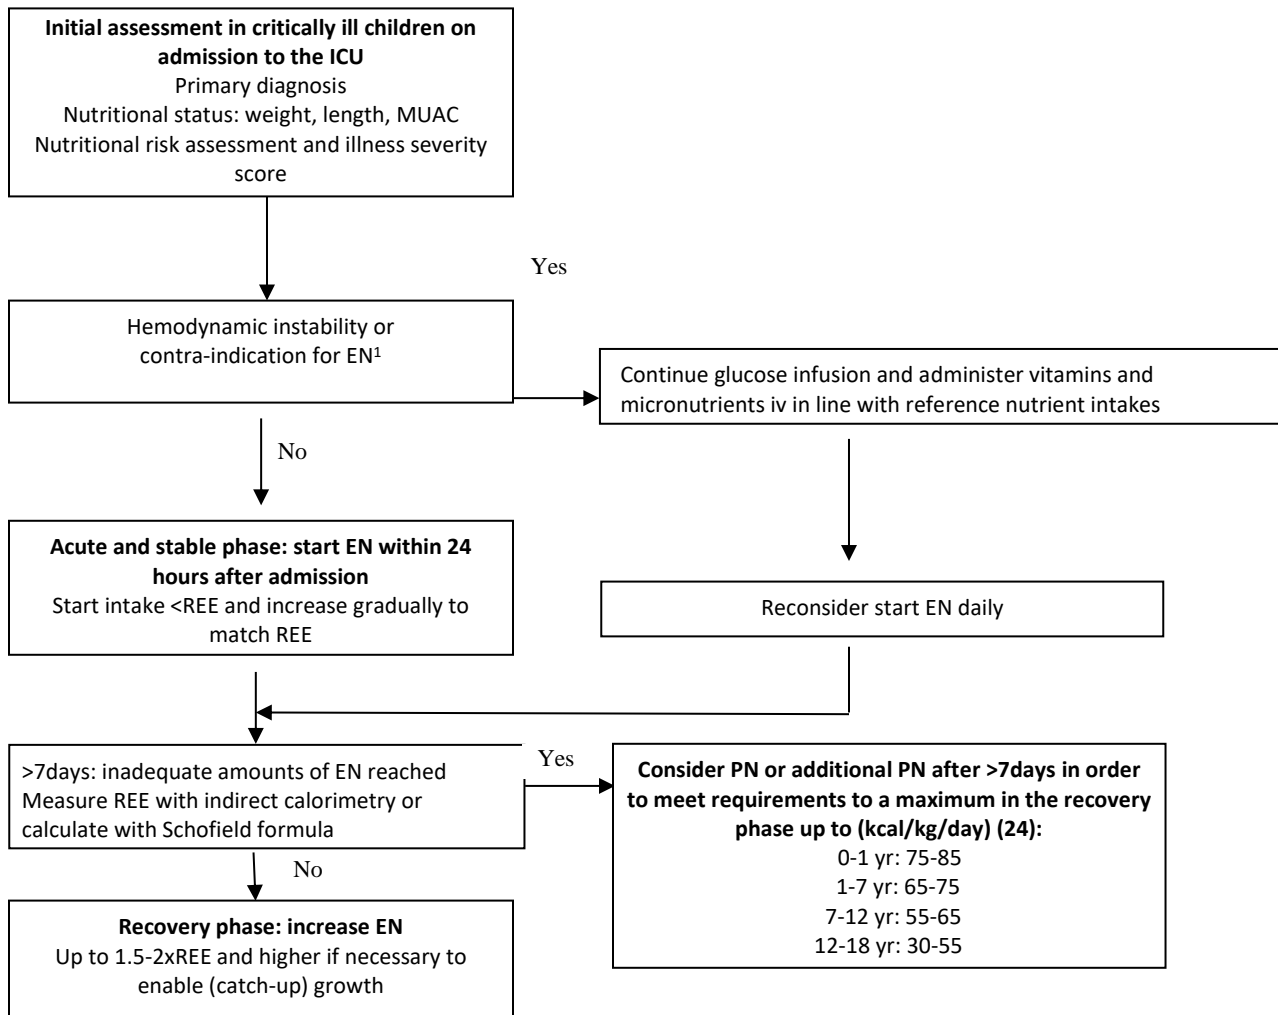 Initial assessment in critically ill children on
admission to the ICU
Primary diagnosis
Nutritional status: weight, length, MUAC
Nutritional risk assessment and illness severity
score
Yes
Hemodynamic instability or
contra-indication for EN¹
Continue glucose infusion and administer vitamins and
micronutrients iv in line with reference nutrient intakes
No
Acute and stable phase: start EN within 24
hours after admission
Start intake <REE and increase gradually to
match REE
Reconsider start EN daily
>7days: inadequate amounts of EN reached
Measure REE with indirect calorimetry or
calculate with Schofield formula
Yes
Consider PN or additional PN after >7days in order
to meet requirements to a maximum in the recovery
phase up to (kcal/kg/day) (24):
0-1 yr: 75-85
1-7 yr: 65-75
7-12 yr: 55-65
12-18 yr: 30-55
No
Recovery phase: increase EN
Up to 1.5-2xREE and higher if necessary to
enable (catch-up) growth